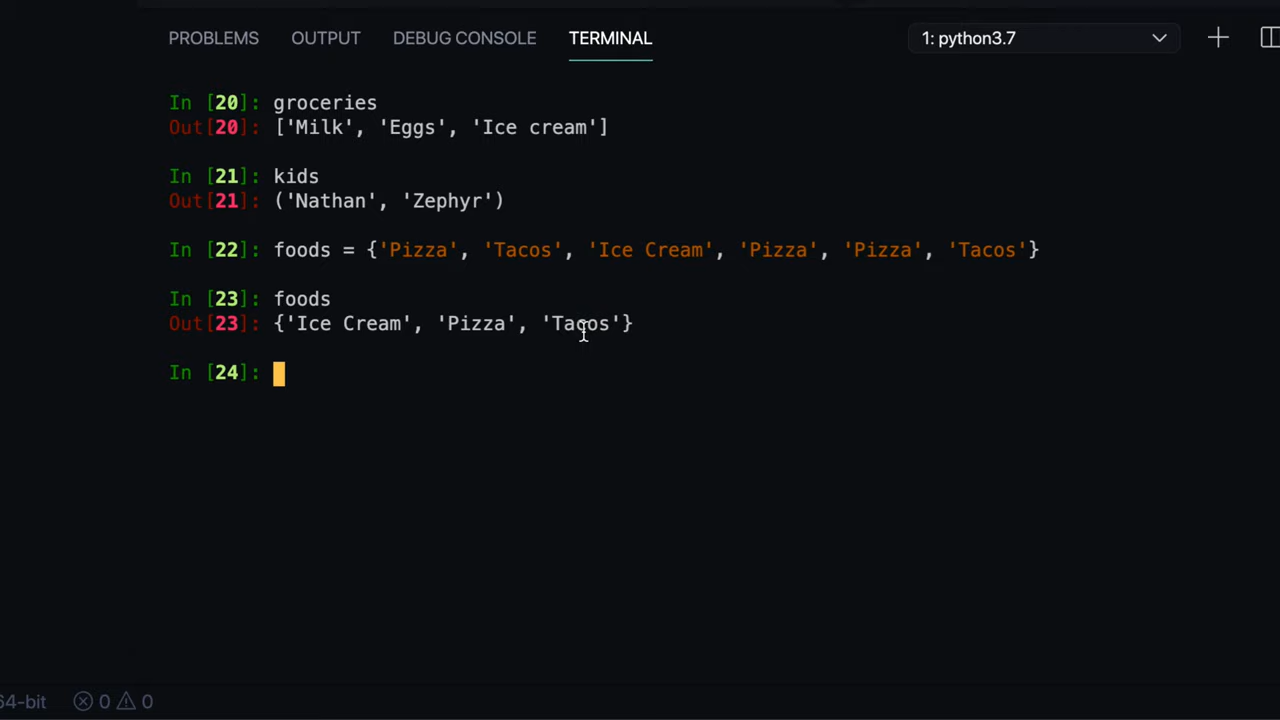 PROBLEMS OUTPUT DEBUG CONSOLE TERMINAL 1: python3.7
In [20]: groceries
Out[20]: ['Milk', 'Eggs', 'Ice cream']
In [21]: kids
Out[21]: ('Nathan', 'Zephyr')
In [22]: foods = {'Pizza', 'Tacos', 'Ice Cream', 'Pizza', 'Pizza', 'Tacos'}
In [23]: foods
Out[23]: {'Ice Cream', 'Pizza', 'Tacos'}
In [24]:
64-bit 0 0